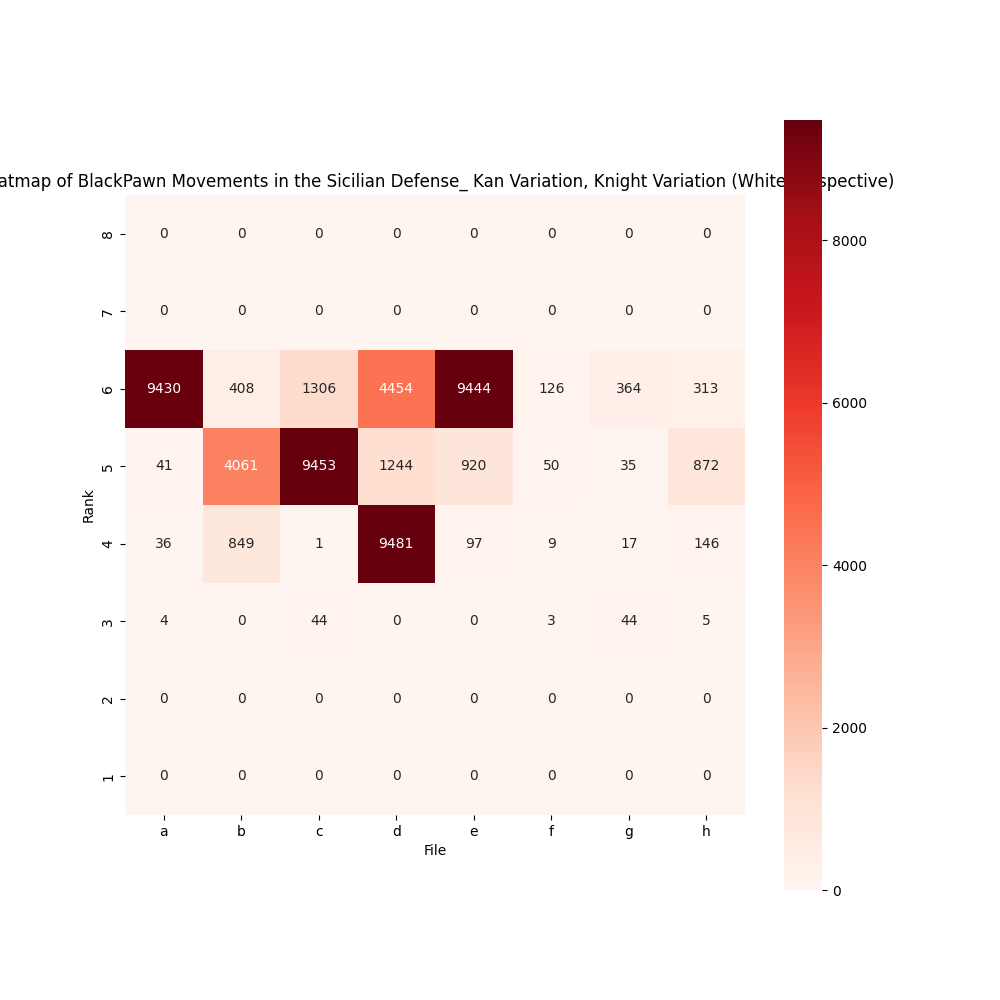 atmap of BlackPawn Movements in the Sicilian Defense_ Kan Variation, Knight Variation (White spective)
8 0 0 0 0 0 0 0 0
7 0 0 0 0 0 0 0 0
6 9430 408 1306 4454 9444 126 364 313
5 41 4061 9453 1244 920 50 35 872
Rank
4 36 849 1 9481 97 9 17 146
3 4 0 44 0 0 3 44 5
2 0 0 0 0 0 0 0 0
1 0 0 0 0 0 0 0 0
a b c d e f g h
File
8000
6000
4000
2000
0